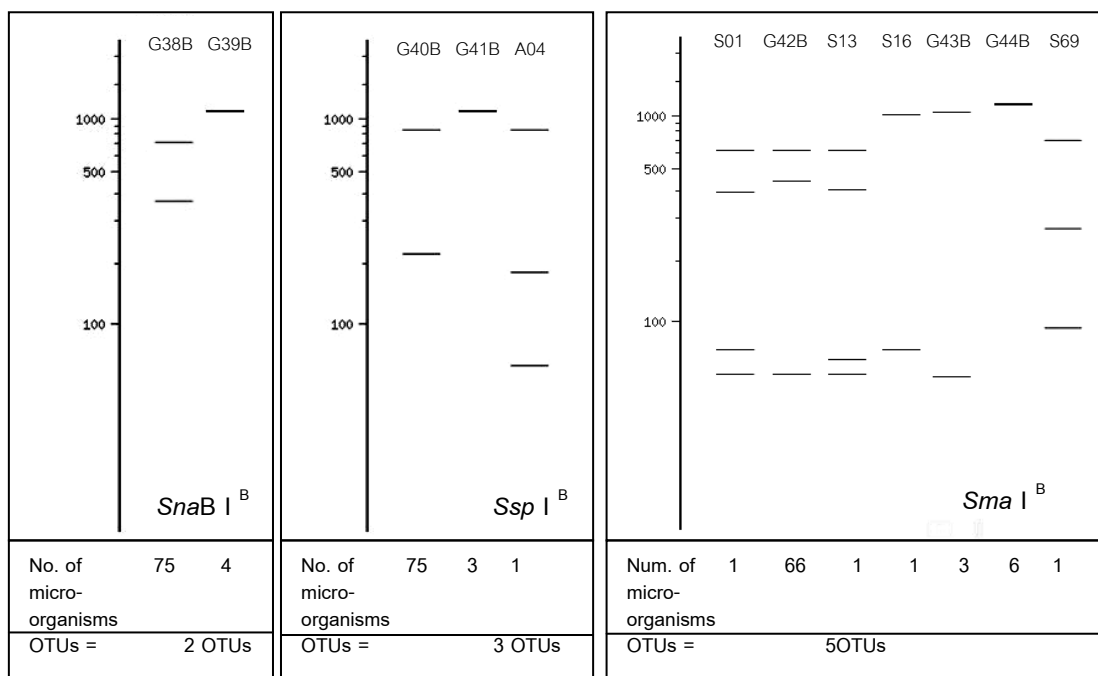 G38B G39B
1000
500
100
SnaB I B
No. of micro-organisms 75 4
OTUs = 2 OTUs
G40B G41B A04
1000
500
100
Ssp I B
No. of micro-organisms 75 3 1
OTUs = 3 OTUs
S01 G42B S13 S16 G43B G44B S69
1000
500
100
Sma I B
Num. of micro-organisms 1 66 1 1 3 6 1
OTUs = 5OTUs